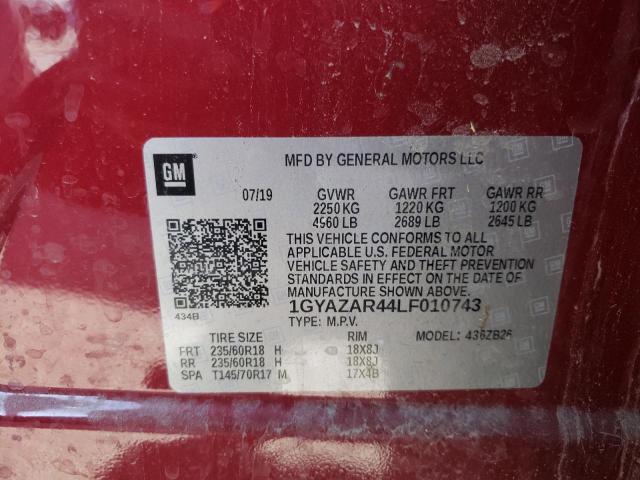 GM
MFD BY GENERAL MOTORS LLC
07/19 GVWR GAWR FRT GAWR RR
2250 KG 1220 KG 1200 KG
4960 LB 2689 LB 2645 LB
THIS VEHICLE CONFORMS TO ALL
APPLICABLE U.S. FEDERAL MOTOR
VEHICLE SAFETY AND THEFT PREVENTION
STANDARDS IN EFFECT ON THE DATE OF
MANUFACTURE SHOWN ABOVE.
434B
1GYAZAR44LF010743
TYPE: M.P.V. MODEL: 436ZB26
TIRE SIZE RIM
FRT 235/60R18 H 18X8J
RR 235/60R18 H 18X8J
SPA T145/70R17 M 17X4B